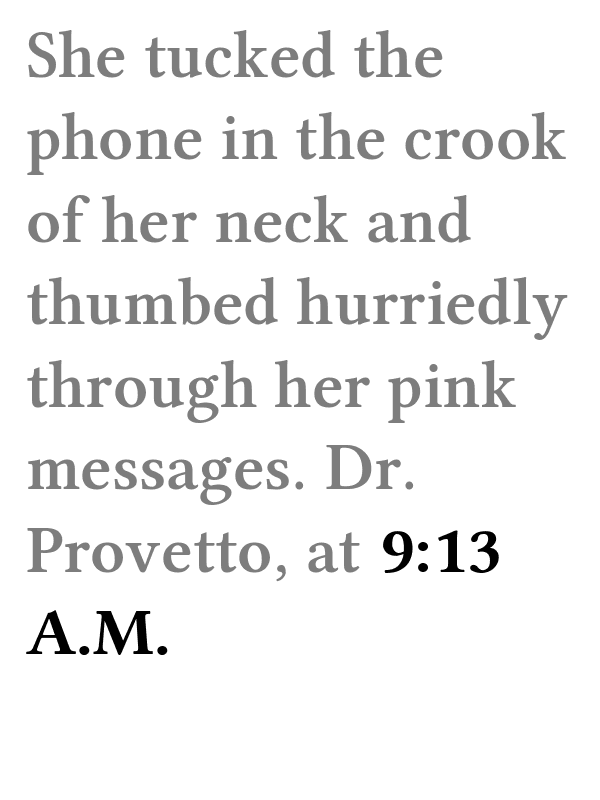 She tucked the
phone in the crook
of her neck and
thumbed hurriedly
through her pink
messages. Dr.
Provetto, at 9:13
A.M.